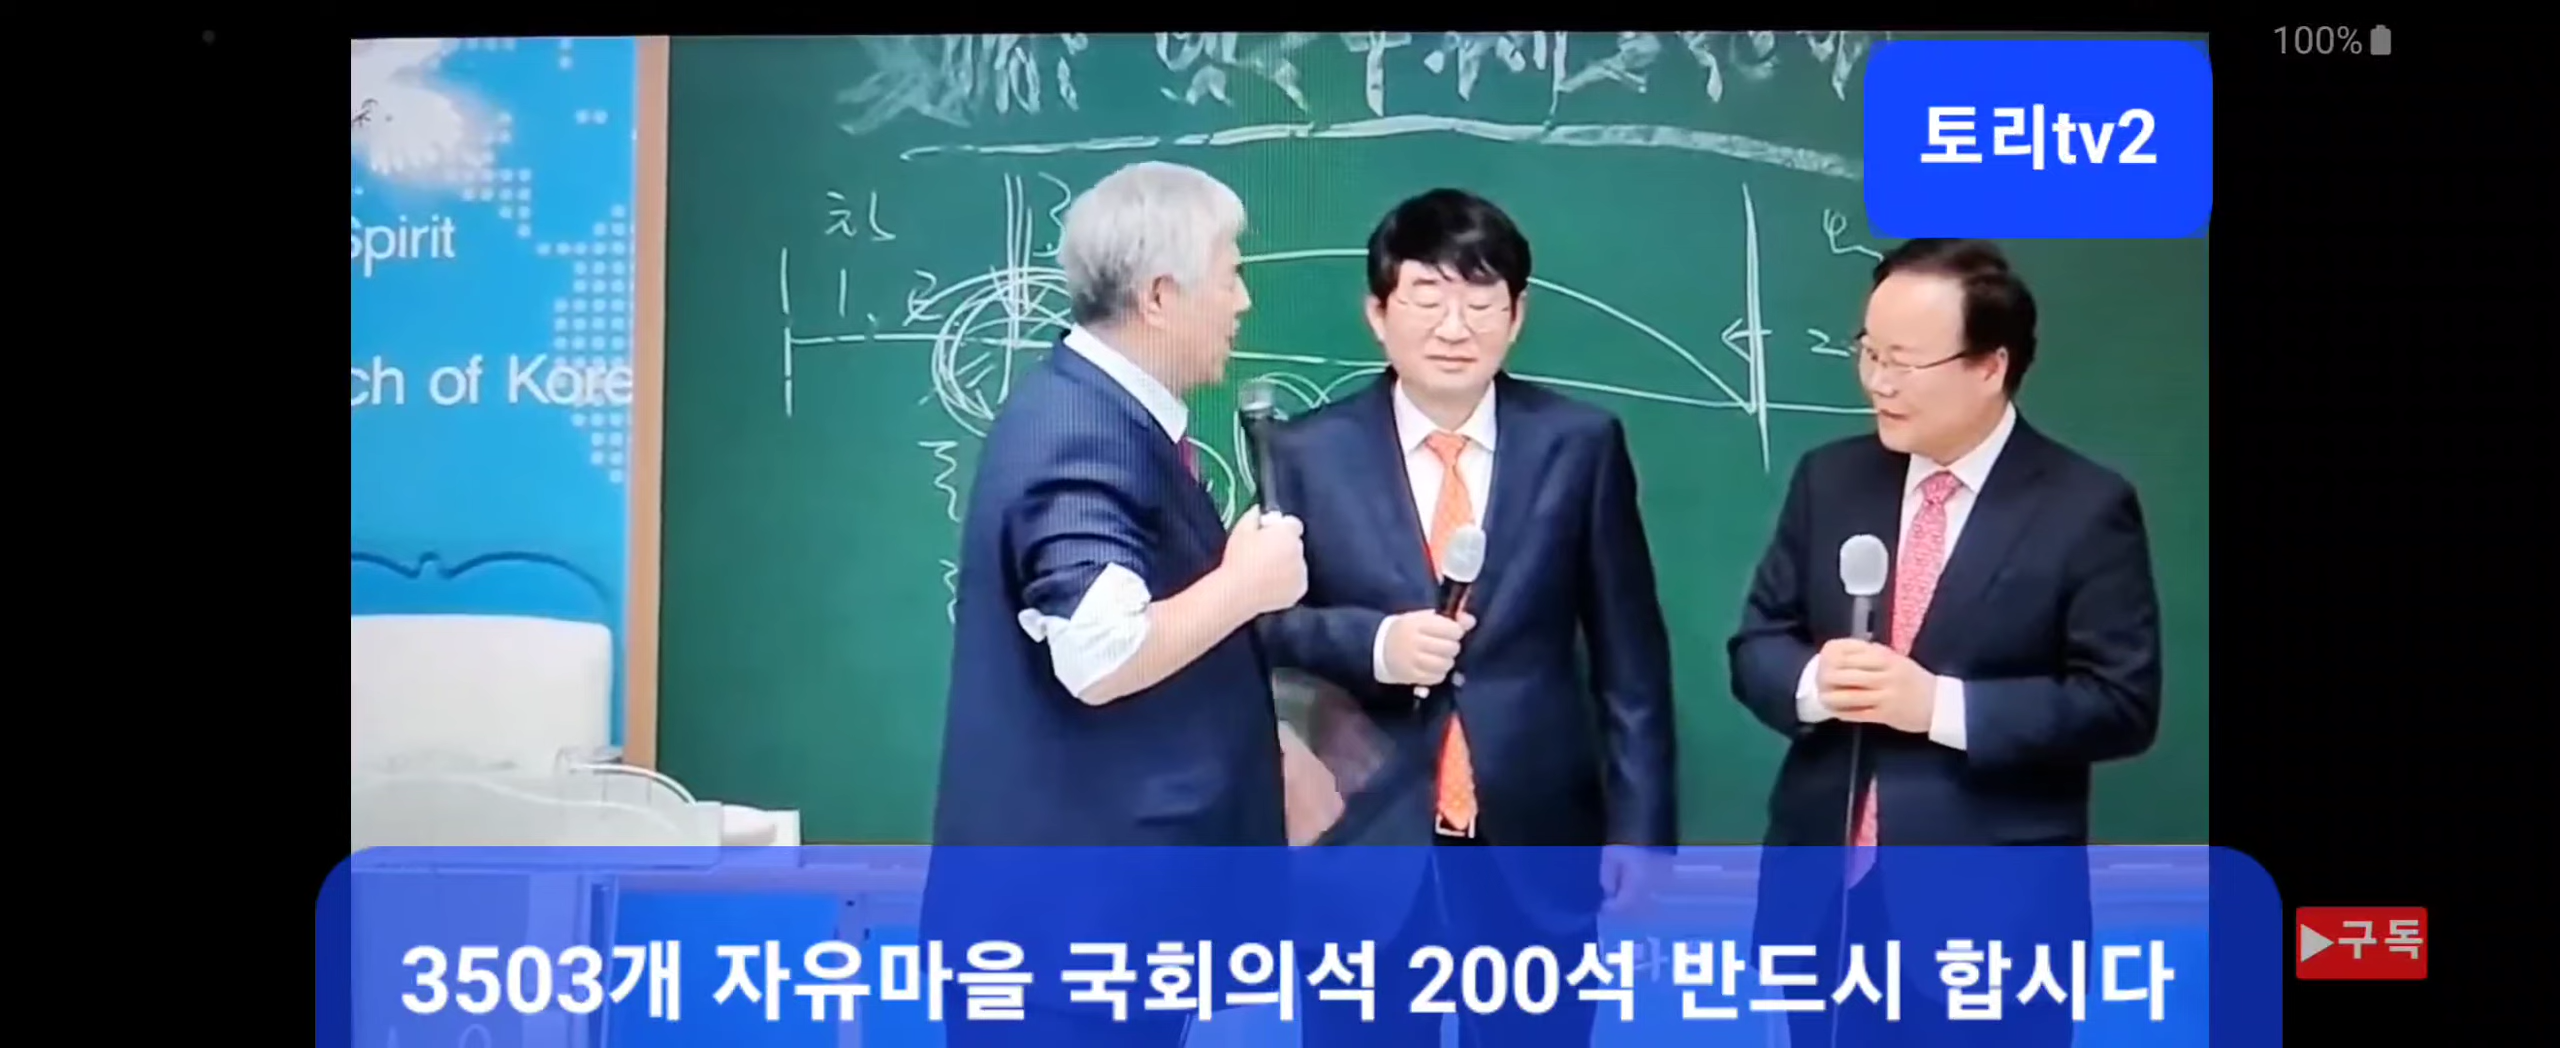 100%
토리tv2
Spirit
ch of Kore
3503개 자유마을 국회의석 200석 반드시 합시다
구독